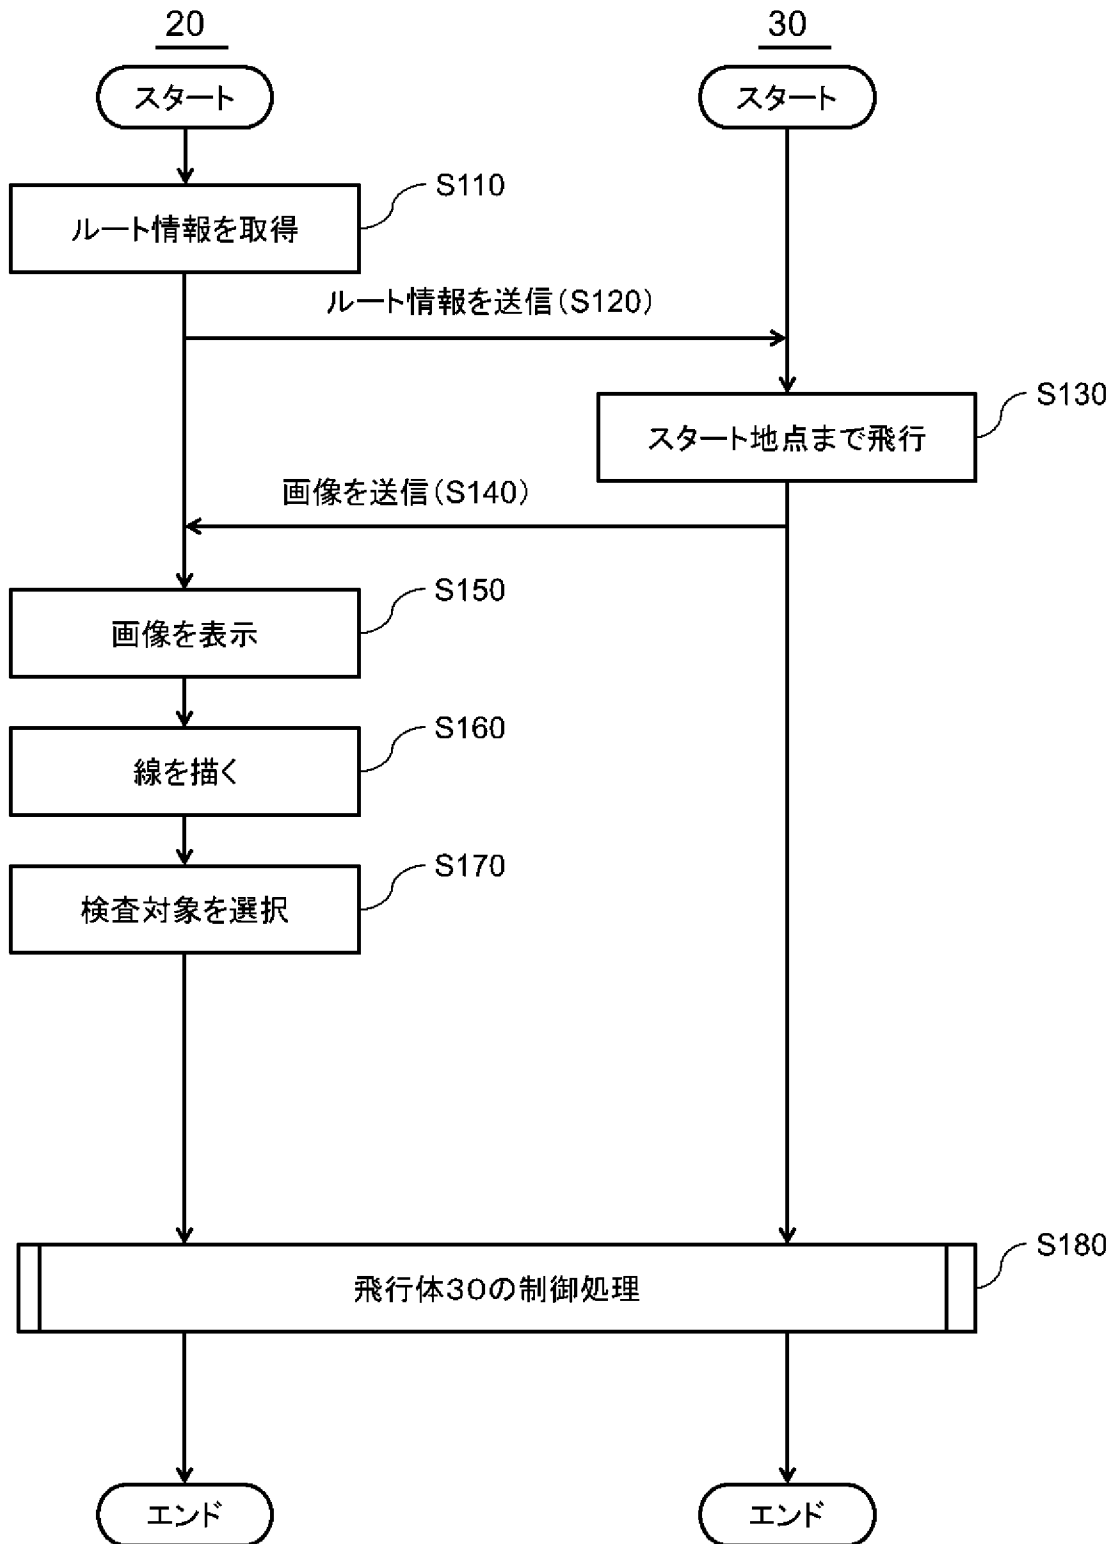 20
30
スタート
スタート
S110
ルート情報を取得
ルート情報を送信(S120)
S130
スタート地点まで飛行
画像を送信(S140)
S150
画像を表示
S160
線を描く
S170
検査対象を選択
S180
飛行体30の制御処理
エンド
エンド